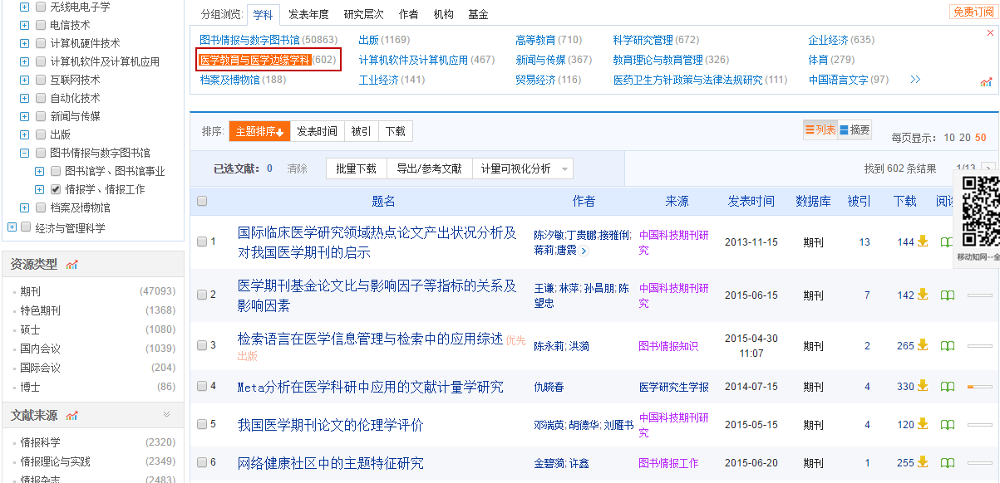 无线电电子学
电信技术
计算机硬件技术
计算机软件及计算机应用
互联网技术
自动化技术
新闻与传媒
出版
图书情报与数字图书馆
图书馆学、图书馆事业
情报学、情报工作
档案及博物馆
经济与管理科学
资源类型
期刊 (47093)
特色期刊 (1368)
硕士 (1080)
国内会议 (1039)
国际会议 (204)
博士 (86)
文献来源
情报科学 (2320)
情报理论与实践 (2349)
情报杂志 (2483)
分组浏览: 学科 发表年度 研究层次 作者 机构 基金
免费订阅
图书情报与数字图书馆(50863) 出版(1169) 高等教育(710) 科学研究管理(672) 企业经济(635)
医学教育与医学边缘学科(602) 计算机软件及计算机应用(467) 新闻与传媒(367) 教育理论与教育管理(326) 体育(279)
档案及博物馆(188) 工业经济(141) 贸易经济(116) 医药卫生方针政策与法律法规研究(111) 中国语言文字(97) >>
排序: 主题排序↓ 发表时间 被引 下载 列表 摘要 每页显示: 10 20 50
已选文献: 0 清除 批量下载 导出/参考文献 计量可视化分析 找到 602 条结果 1/13 >
题名 作者 来源 发表时间 数据库 被引 下载 阅读
1 国际临床医学研究领域热点论文产出状况分析及
对我国医学期刊的启示
陈汐敏;丁贵鹏;接雅俐;
蒋莉;唐震
中国科技期刊研
究
2013-11-15 期刊 13 144
2 医学期刊基金论文比与影响因子等指标的关系及
影响因素
王谦; 林萍; 孙昌朋; 陈
望忠
中国科技期刊研
究
2015-06-15 期刊 7 142
3 检索语言在医学信息管理与检索中的应用综述 优先
出版
陈永莉; 洪漪
图书情报知识
2015-04-30
11:07
期刊 2 265
4 Meta分析在医学科研中应用的文献计量学研究 仇晓春 医学研究生学报 2014-07-15 期刊 4 330
5 我国医学期刊论文的伦理学评价 邓端英; 胡德华; 刘雁书
中国科技期刊研
究
2015-05-15 期刊 4 120
6 网络健康社区中的主题特征研究 金碧漪; 许鑫 图书情报工作 2015-06-20 期刊 1 255
移动知网--全